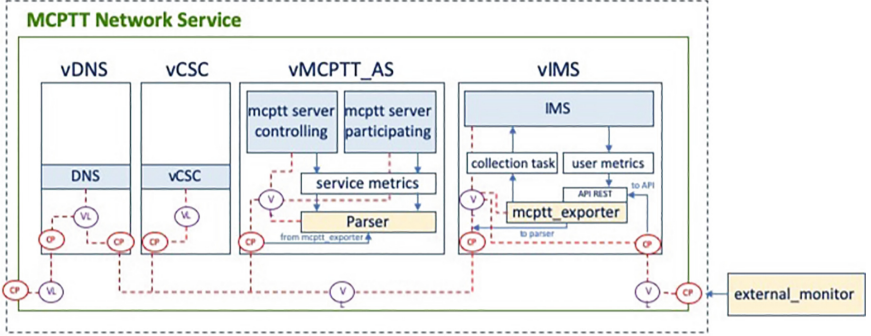 MCPTT Network Service
vDNS
vCSC
vMCPTT_AS
vIMS
mcptt server
controlling
mcptt server
participating
IMS
DNS
vCSC
service metrics
collection task
user metrics
API REST
to API
VL
VL
V
V
Parser
mcptt_exporter
from mcptt_exporter
to parser
CP
CP
CP
CP
CP
CP
CP
VL
V
L
V
L
CP
external_monitor